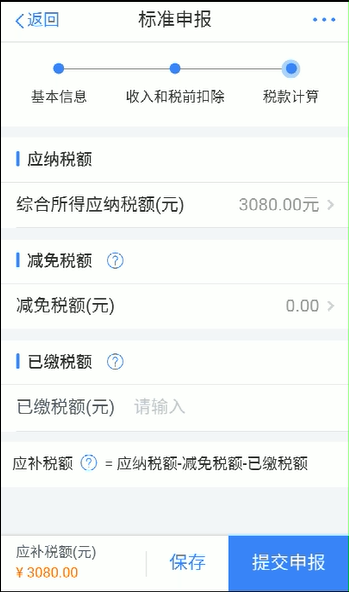 返回 标准申报 ···
基本信息 收入和税前扣除 税款计算
应纳税额
综合所得应纳税额(元) 3080.00元
减免税额 ?
减免税额(元) 0.00
已缴税额 ?
已缴税额(元) 请输入
应补税额 ? = 应纳税额-减免税额-已缴税额
应补税额(元)
¥ 3080.00
保存 提交申报